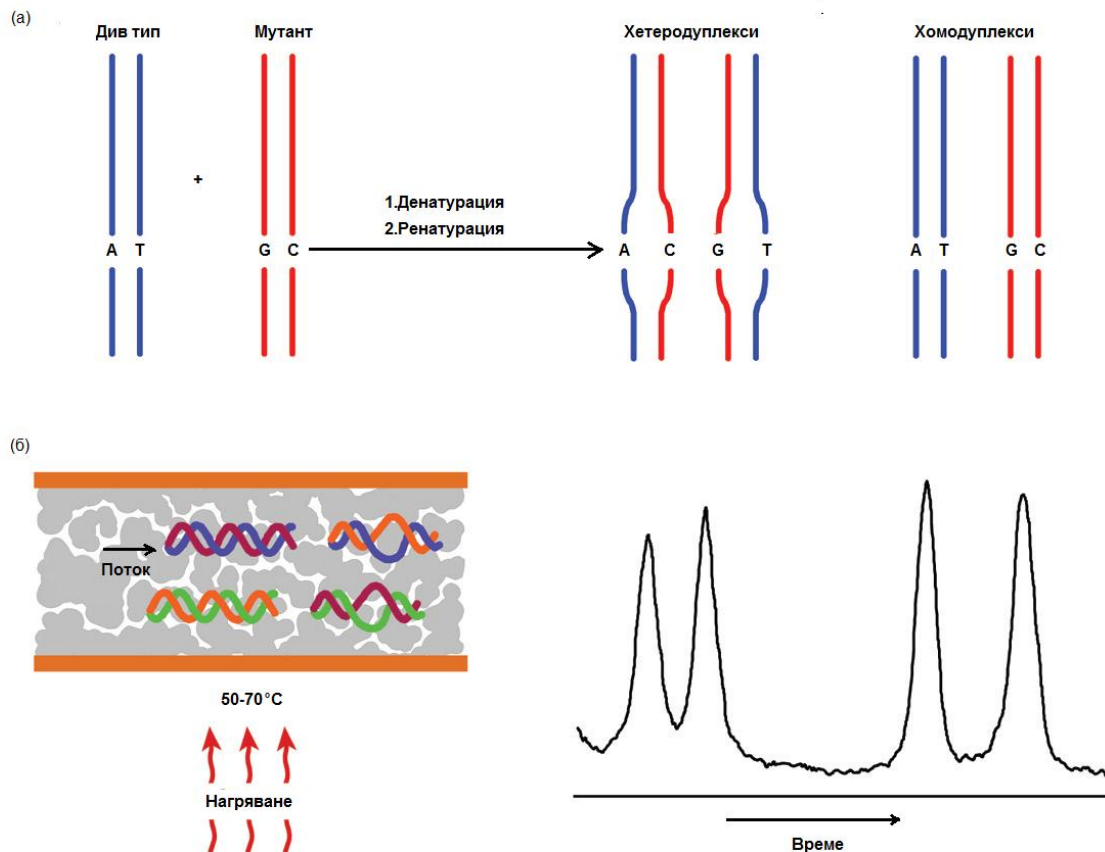 (а)
Див тип
Мутант
Хетеродуплекси
Хомодуплекси
+
1.Денатурация
2.Ренатурация
A T
G C
A C G T
A T
G C
(б)
Поток
50-70°C
Нагряване
Време